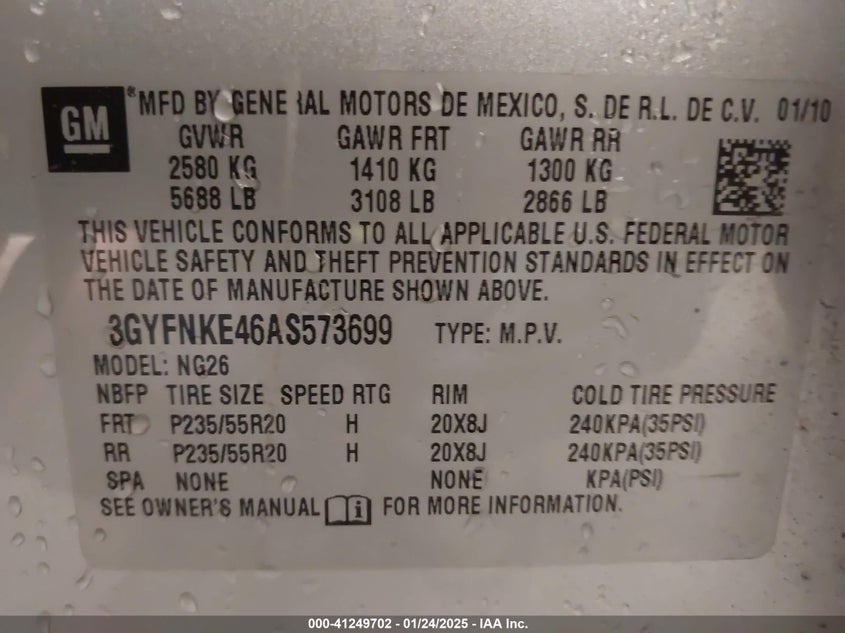 GM
®MFD BY GENERAL MOTORS DE MEXICO, S. DE R.L. DE C.V. 01/10
GVWR GAWR FRT GAWR RR
2580 KG 1410 KG 1300 KG
5688 LB 3108 LB 2866 LB
THIS VEHICLE CONFORMS TO ALL APPLICABLE U.S. FEDERAL MOTOR
VEHICLE SAFETY AND THEFT PREVENTION STANDARDS IN EFFECT ON
THE DATE OF MANUFACTURE SHOWN ABOVE.
3GYFNKE46AS573699 TYPE: M.P.V.
MODEL: NG26
NBFP TIRE SIZE SPEED RTG RIM COLD TIRE PRESSURE
FRT P235/55R20 H 20X8J 240KPA(35PSI)
RR P235/55R20 H 20X8J 240KPA(35PSI)
SPA NONE NONE KPA(PSI)
SEE OWNER'S MANUAL i FOR MORE INFORMATION.
000-41249702 - 01/24/2025 - IAA Inc.